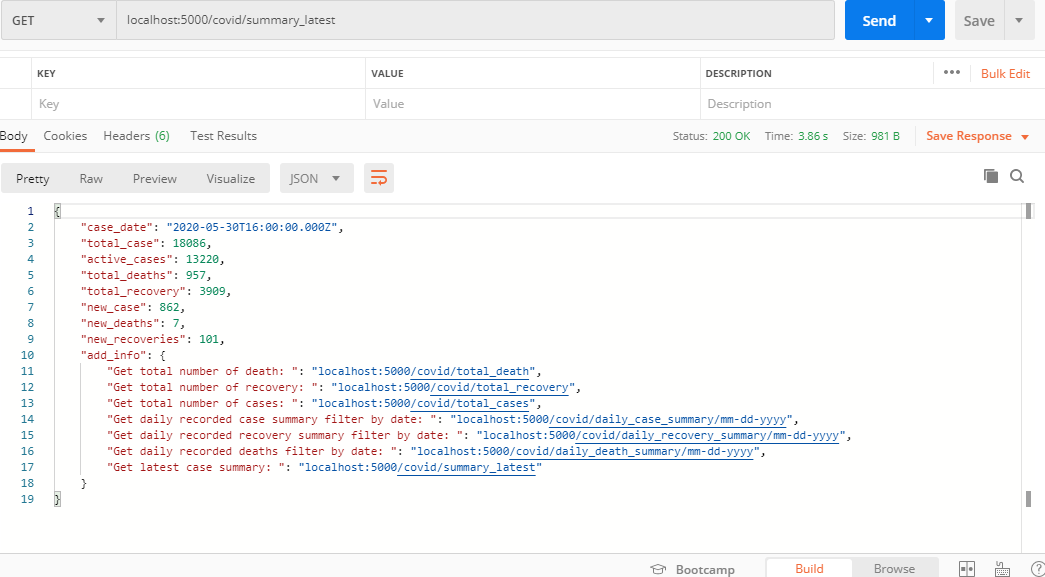 GET localhost:5000/covid/summary_latest Send Save
KEY VALUE DESCRIPTION ••• Bulk Edit
Key Value Description
Body Cookies Headers (6) Test Results Status: 200 OK Time: 3.86 s Size: 981 B Save Response
Pretty Raw Preview Visualize JSON
1 {
2 "case_date": "2020-05-30T16:00:00.000Z",
3 "total_case": 18086,
4 "active_cases": 13220,
5 "total_deaths": 957,
6 "total_recovery": 3909,
7 "new_case": 862,
8 "new_deaths": 7,
9 "new_recoveries": 101,
10 "add_info": {
11 "Get total number of death: ": "localhost:5000/covid/total_death",
12 "Get total number of recovery: ": "localhost:5000/covid/total_recovery",
13 "Get total number of cases: ": "localhost:5000/covid/total_cases",
14 "Get daily recorded case summary filter by date: ": "localhost:5000/covid/daily_case_summary/mm-dd-yyyy",
15 "Get daily recorded recovery summary filter by date: ": "localhost:5000/covid/daily_recovery_summary/mm-dd-yyyy",
16 "Get daily recorded deaths filter by date: ": "localhost:5000/covid/daily_death_summary/mm-dd-yyyy",
17 "Get latest case summary: ": "localhost:5000/covid/summary_latest"
18 }
19 }
Bootcamp Build Browse ?